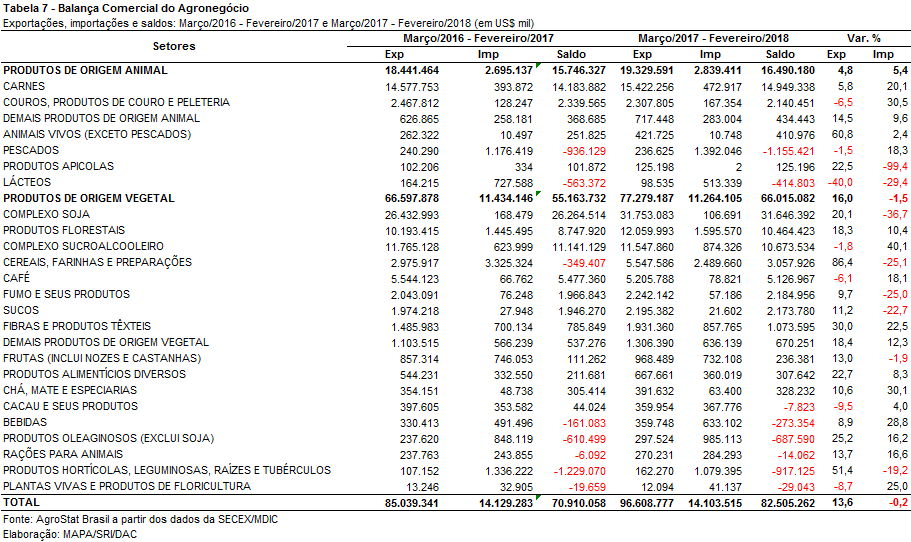 Tabela 7 - Balança Comercial do Agronegócio
Exportações, importações e saldos: Março/2016 - Fevereiro/2017 e Março/2017 - Fevereiro/2018 (em US$ mil)
Setores Março/2016 - Fevereiro/2017 Março/2017 - Fevereiro/2018 Var. %
Exp Imp Saldo Exp Imp Saldo Exp Imp
PRODUTOS DE ORIGEM ANIMAL 18.441.464 2.695.137 15.746.327 19.329.591 2.839.411 16.490.180 4,8 5,4
CARNES 14.577.753 393.872 14.183.882 15.422.256 472.917 14.949.338 5,8 20,1
COUROS, PRODUTOS DE COURO E PELETERIA 2.467.812 128.247 2.339.565 2.307.805 167.354 2.140.451 -6,5 30,5
DEMAIS PRODUTOS DE ORIGEM ANIMAL 626.865 258.181 368.685 717.448 283.004 434.443 14,5 9,6
ANIMAIS VIVOS (EXCETO PESCADOS) 262.322 10.497 251.825 421.725 10.748 410.976 60,8 2,4
PESCADOS 240.290 1.176.419 -936.129 236.625 1.392.046 -1.155.421 -1,5 18,3
PRODUTOS APICOLAS 102.206 334 101.872 125.198 2 125.196 22,5 -99,4
LÁCTEOS 164.215 727.588 -563.372 98.535 513.339 -414.803 -40,0 -29,4
PRODUTOS DE ORIGEM VEGETAL 66.597.878 11.434.146 55.163.732 77.279.187 11.264.105 66.015.082 16,0 -1,5
COMPLEXO SOJA 26.432.993 168.479 26.264.514 31.753.083 106.691 31.646.392 20,1 -36,7
PRODUTOS FLORESTAIS 10.193.415 1.445.495 8.747.920 12.059.993 1.595.570 10.464.423 18,3 10,4
COMPLEXO SUCROALCOOLEIRO 11.765.128 623.999 11.141.129 11.547.860 874.326 10.673.534 -1,8 40,1
CEREAIS, FARINHAS E PREPARAÇÕES 2.975.917 3.325.324 -349.407 5.547.586 2.489.660 3.057.926 86,4 -25,1
CAFÉ 5.544.123 66.762 5.477.360 5.205.788 78.821 5.126.967 -6,1 18,1
FUMO E SEUS PRODUTOS 2.043.091 76.248 1.966.843 2.242.142 57.186 2.184.956 9,7 -25,0
SUCOS 1.974.218 27.948 1.946.270 2.195.382 21.602 2.173.780 11,2 -22,7
FIBRAS E PRODUTOS TÊXTEIS 1.485.983 700.134 785.849 1.931.360 857.765 1.073.595 30,0 22,5
DEMAIS PRODUTOS DE ORIGEM VEGETAL 1.103.515 566.239 537.276 1.306.390 636.139 670.251 18,4 12,3
FRUTAS (INCLUI NOZES E CASTANHAS) 857.314 746.053 111.262 968.489 732.108 236.381 13,0 -1,9
PRODUTOS ALIMENTÍCIOS DIVERSOS 544.231 332.550 211.681 667.661 360.019 307.642 22,7 8,3
CHÁ, MATE E ESPECIARIAS 354.151 48.738 305.414 391.632 63.400 328.232 10,6 30,1
CACAU E SEUS PRODUTOS 397.605 353.582 44.024 359.954 367.776 -7.823 -9,5 4,0
BEBIDAS 330.413 491.496 -161.083 359.748 633.102 -273.354 8,9 28,8
PRODUTOS OLEAGINOSOS (EXCLUI SOJA) 237.620 848.119 -610.499 297.524 985.113 -687.590 25,2 16,2
RAÇÕES PARA ANIMAIS 237.763 243.855 -6.092 270.231 284.293 -14.062 13,7 16,6
PRODUTOS HORTÍCOLAS, LEGUMINOSAS, RAÍZES E TUBÉRCULOS 107.152 1.336.222 -1.229.070 162.270 1.079.395 -917.125 51,4 -19,2
PLANTAS VIVAS E PRODUTOS DE FLORICULTURA 13.246 32.905 -19.659 12.094 41.137 -29.043 -8,7 25,0
TOTAL 85.039.341 14.129.283 70.910.058 96.608.777 14.103.515 82.505.262 13,6 -0,2
Fonte: AgroStat Brasil a partir dos dados da SECEX/MDIC
Elaboração: MAPA/SRI/DAC